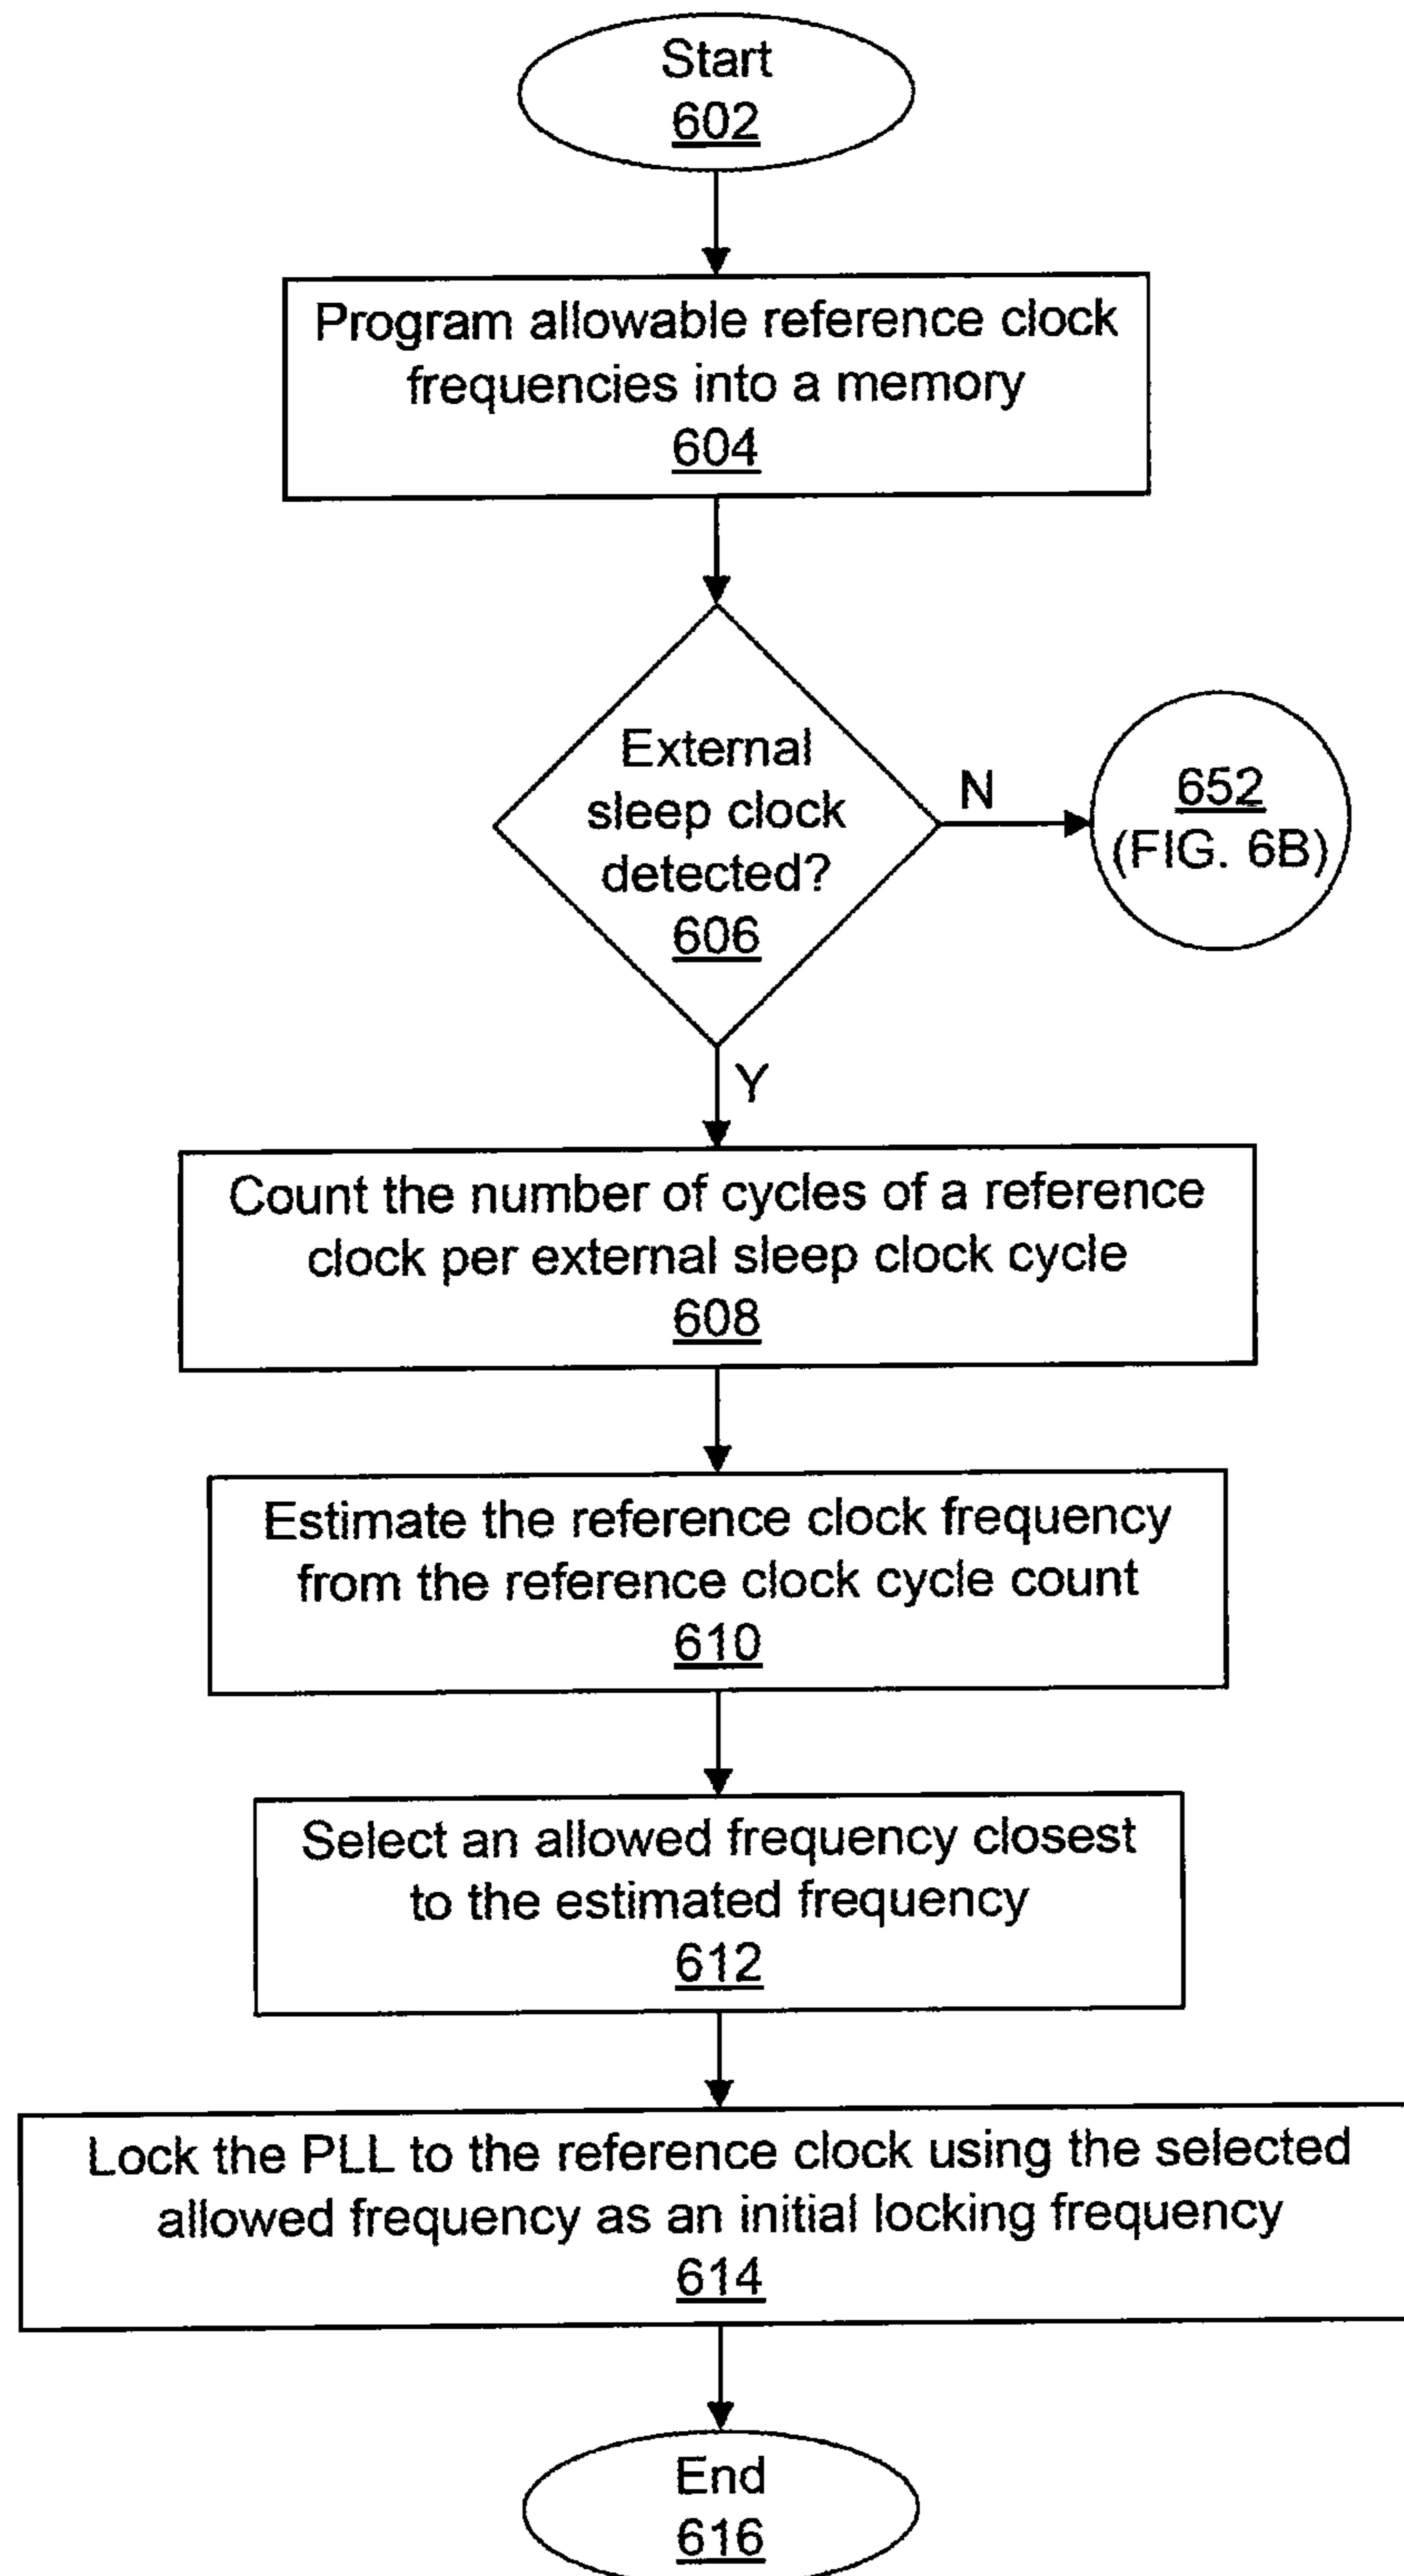 Start
602
Program allowable reference clock
frequencies into a memory
604
External
sleep clock
detected?
606
N
652
(FIG. 6B)
Y
Count the number of cycles of a reference
clock per external sleep clock cycle
608
Estimate the reference clock frequency
from the reference clock cycle count
610
Select an allowed frequency closest
to the estimated frequency
612
Lock the PLL to the reference clock using the selected
allowed frequency as an initial locking frequency
614
End
616